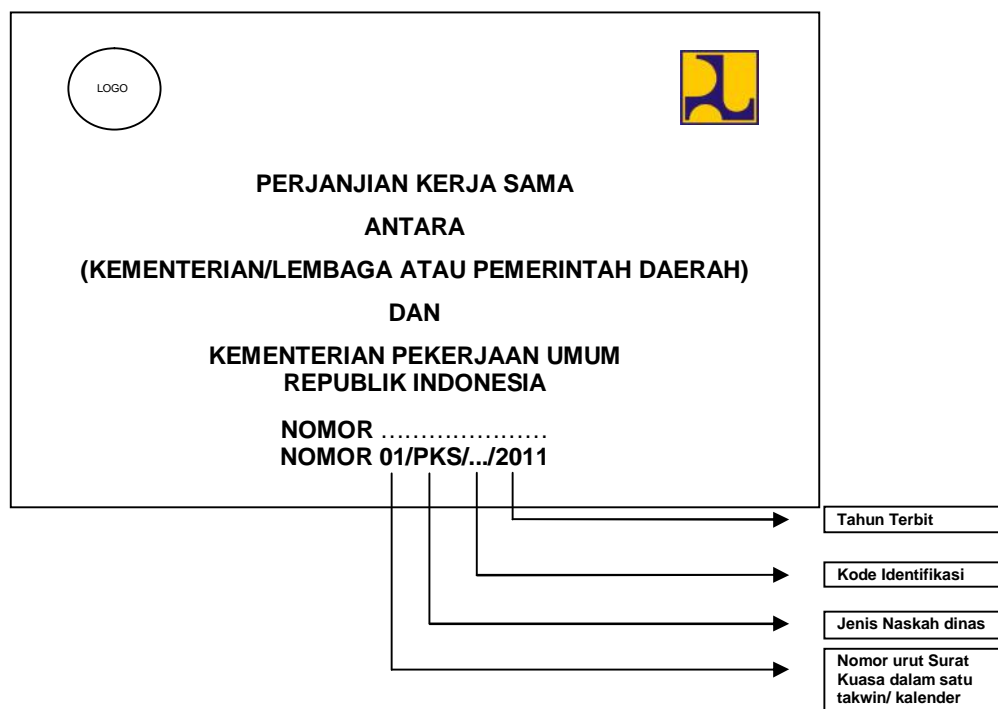 LOGO
PERJANJIAN KERJA SAMA
ANTARA
(KEMENTERIAN/LEMBAGA ATAU PEMERINTAH DAERAH)
DAN
KEMENTERIAN PEKERJAAN UMUM
REPUBLIK INDONESIA
NOMOR .....................
NOMOR 01/PKS/.../2011
Tahun Terbit
Kode Identifikasi
Jenis Naskah dinas
Nomor urut Surat
Kuasa dalam satu
takwin/ kalender